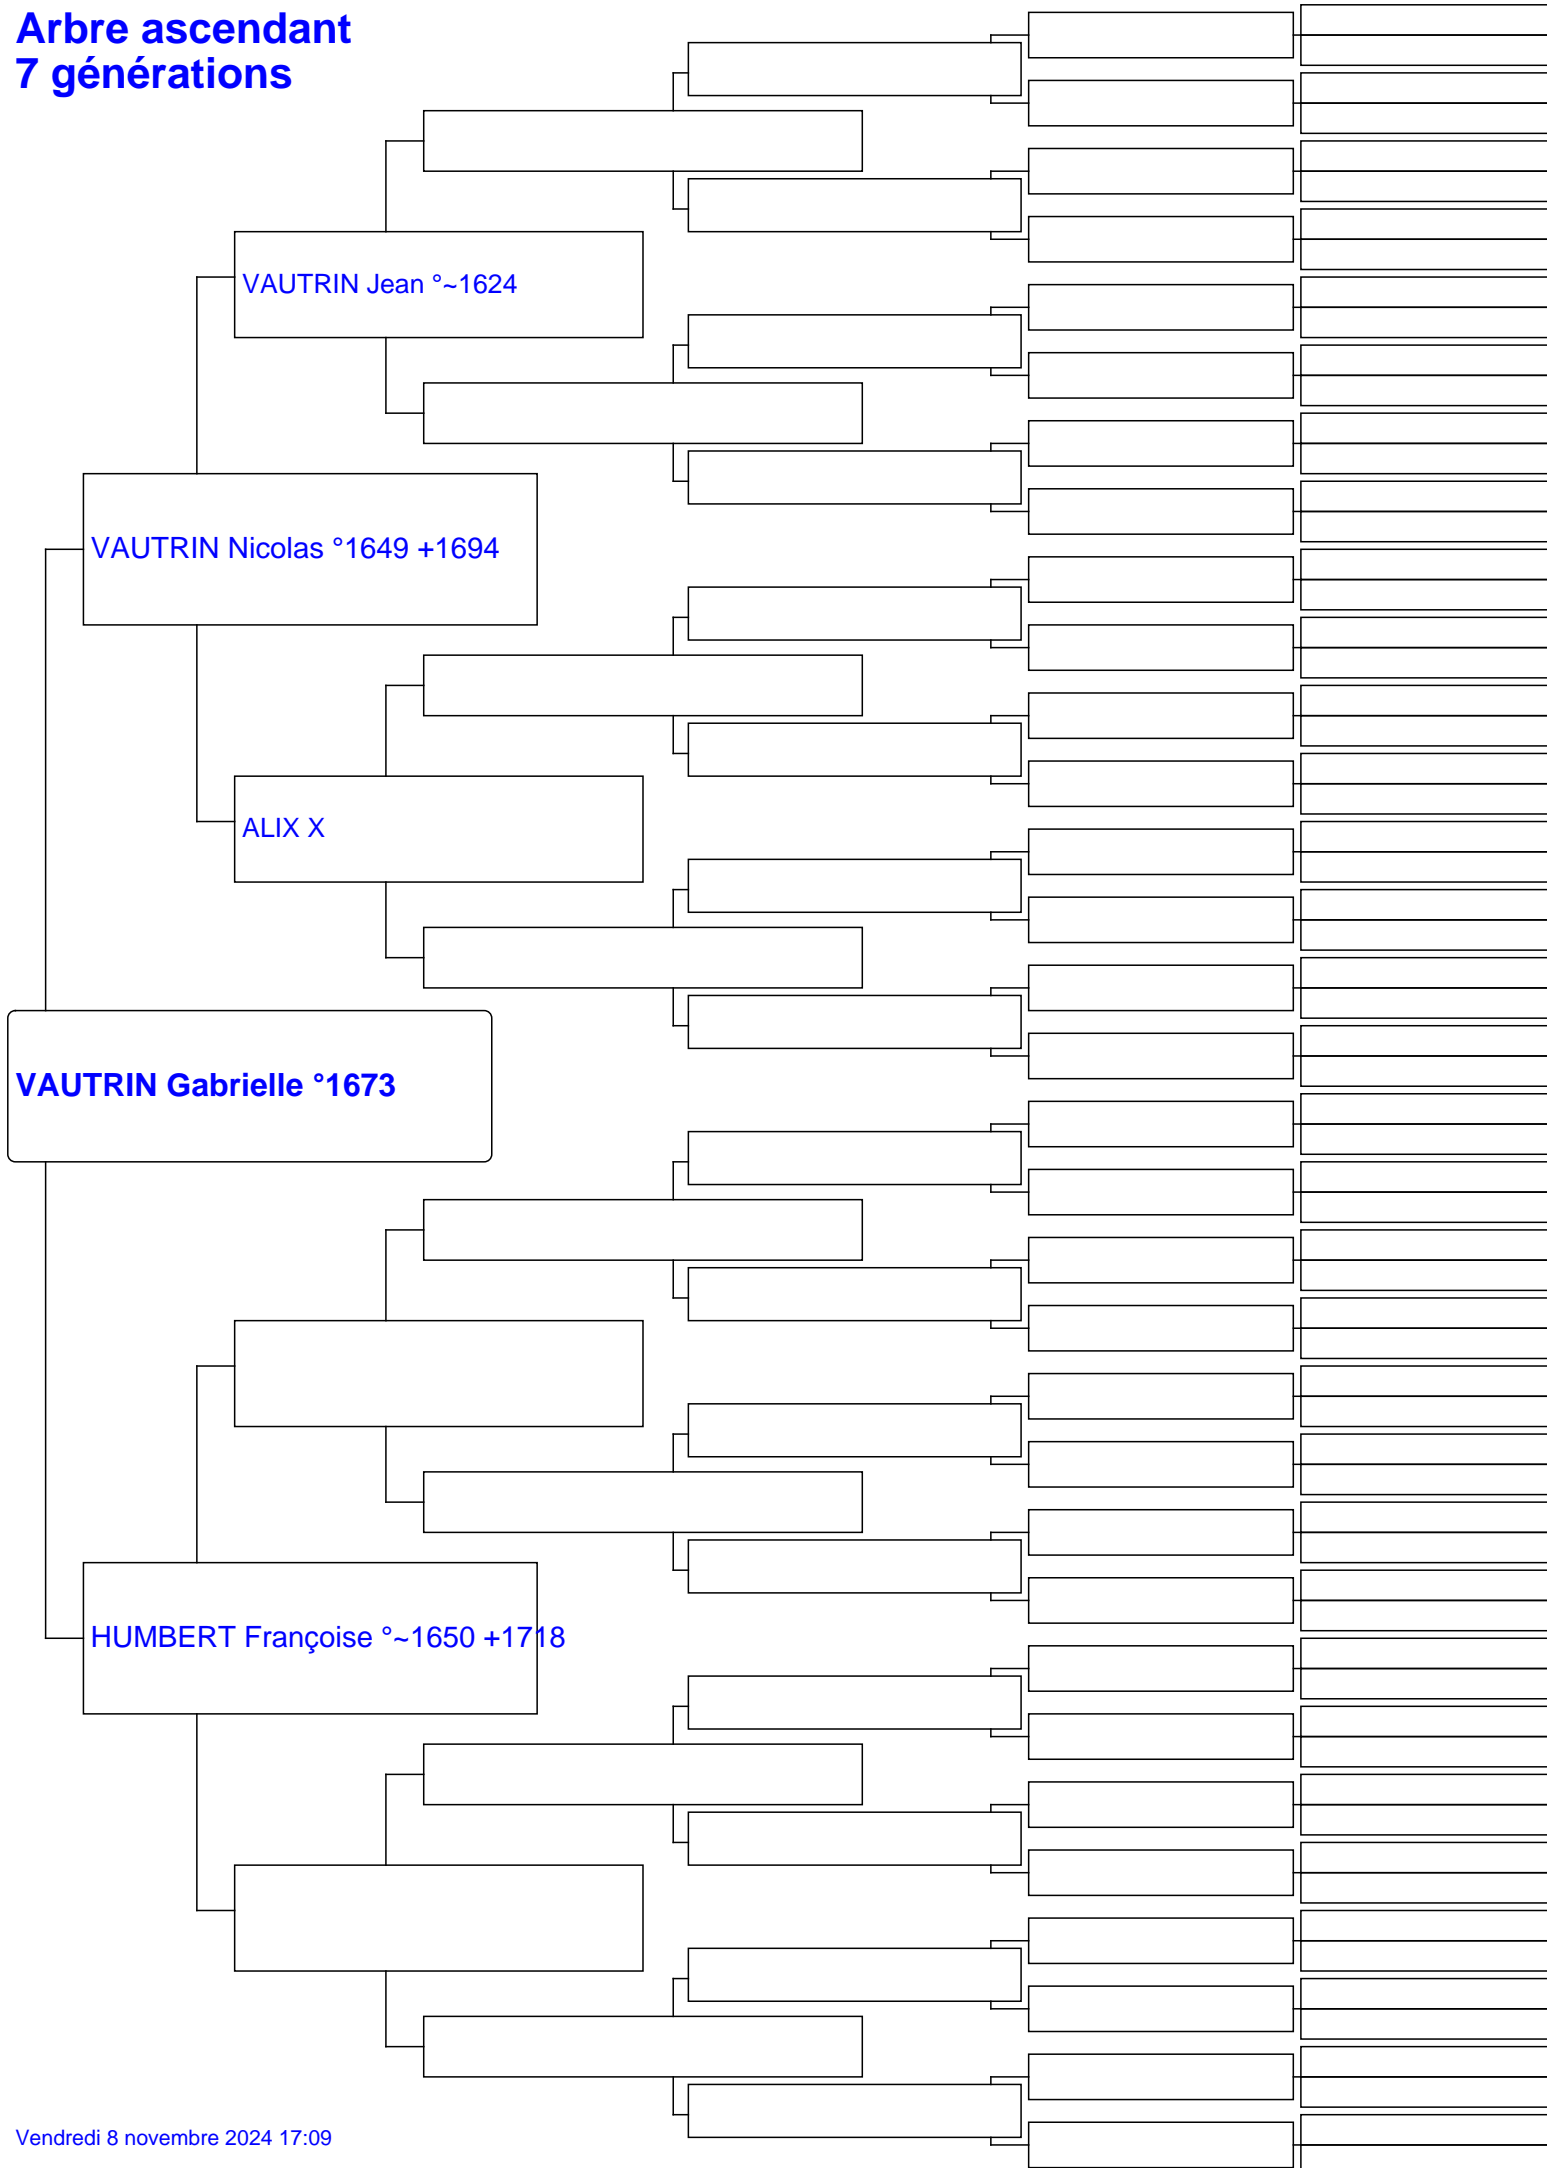 Arbre ascendant
7 générations
VAUTRIN Jean °~1624
VAUTRIN Nicolas °1649 +1694
ALIX X
VAUTRIN Gabrielle °1673
HUMBERT Françoise °~1650 +1718
Vendredi 8 novembre 2024 17:09